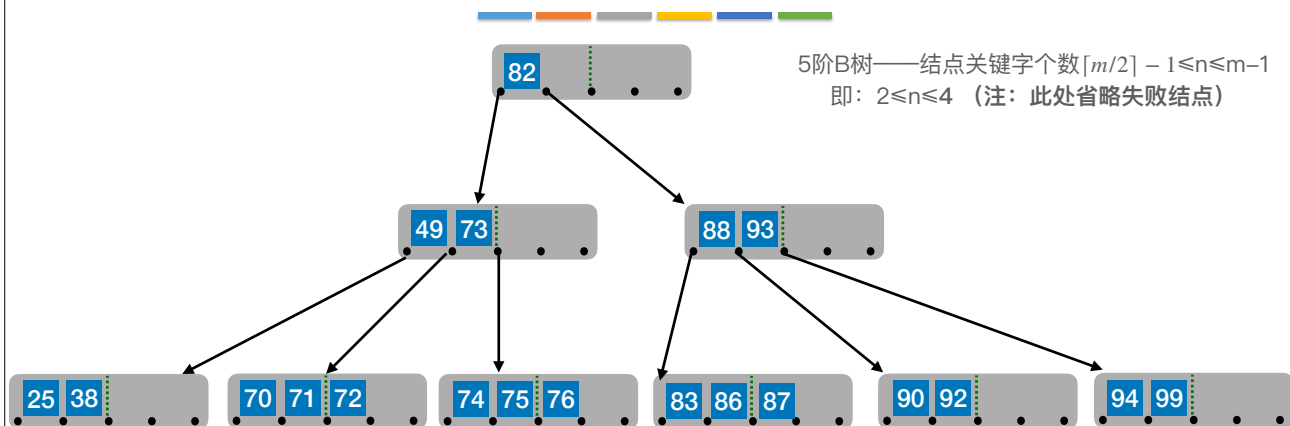 5阶B树——结点关键字个数⌈m/2⌉ − 1≤n≤m–1
即：2≤n≤4 （注：此处省略失败结点）
82
49 73 88 93
25 38 70 71 72 74 75 76 83 86 87 90 92 94 99